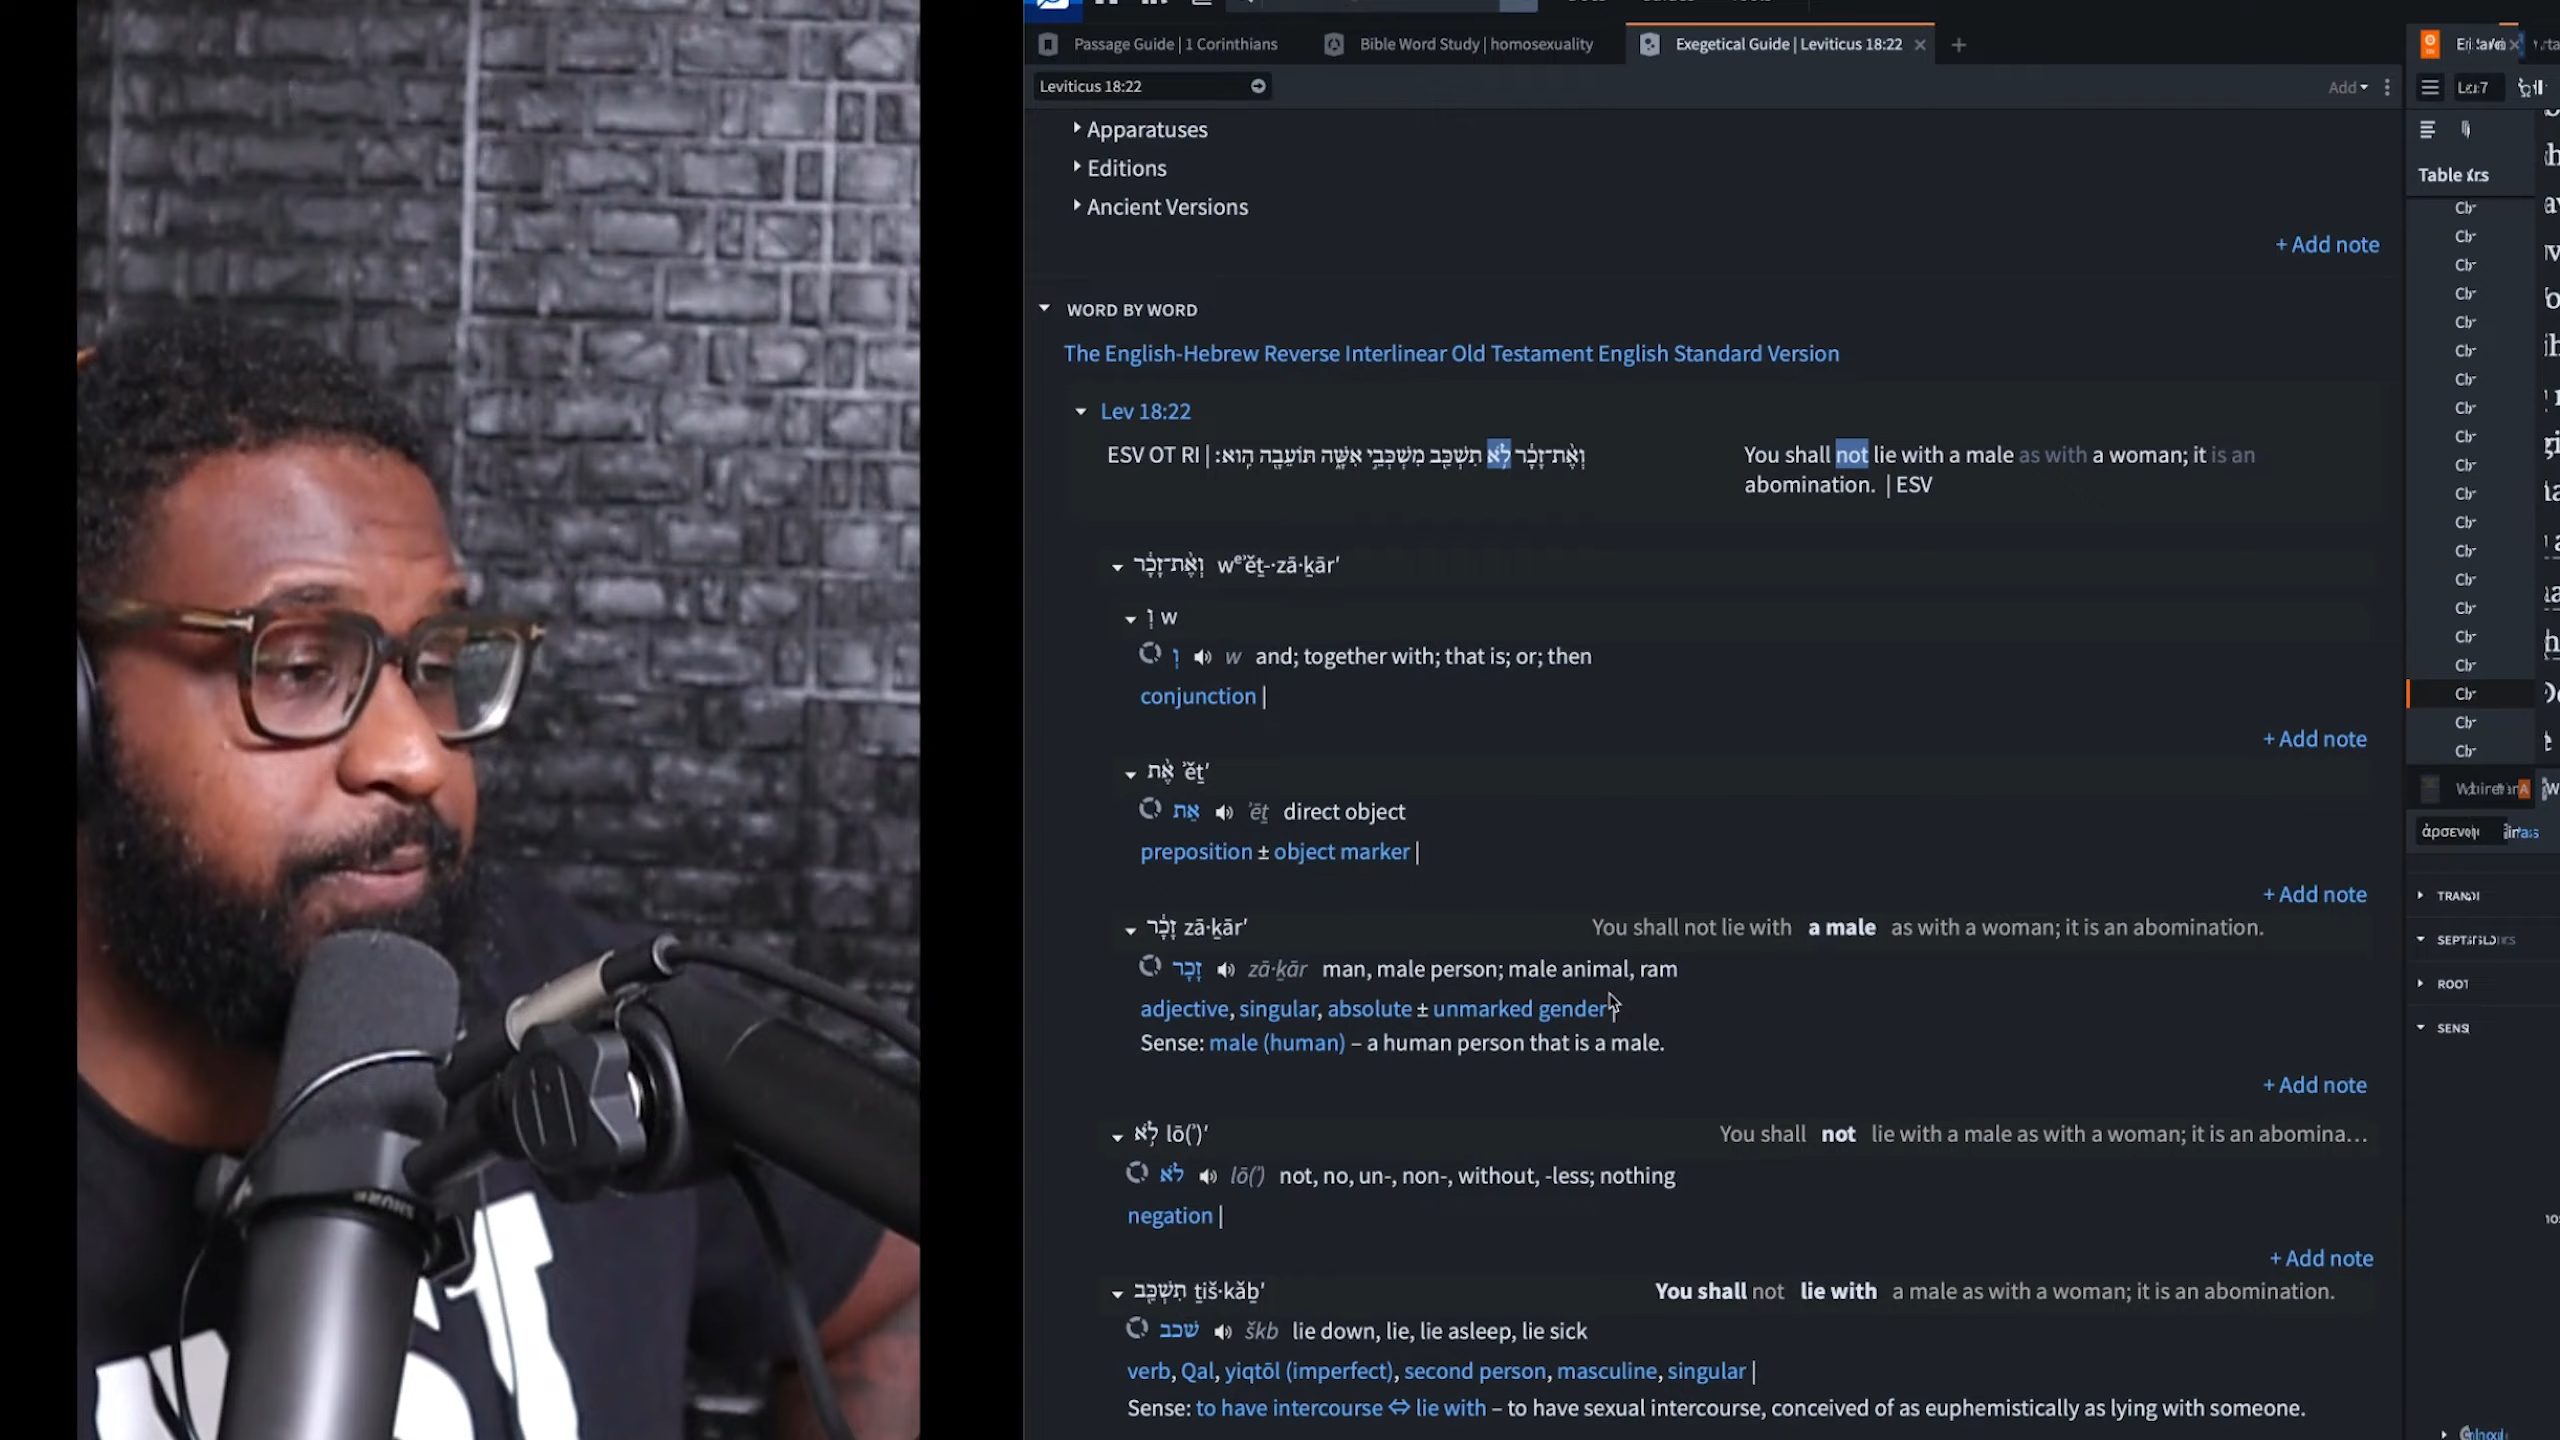 Passage Guide | 1 Corinthians
Bible Word Study | homosexuality
Exegetical Guide | Leviticus 18:22
Leviticus 18:22
Add
Apparatuses
Editions
Ancient Versions
+ Add note
WORD BY WORD
The English-Hebrew Reverse Interlinear Old Testament English Standard Version
Lev 18:22
ESV OT RI | וְאֶ֨ת־זָכָ֔ר לֹ֥א תִשְׁכַּ֖ב מִשְׁכְּבֵ֣י אִשָּׁ֑ה תּוֹעֵבָ֖ה הִֽוא׃
You shall not lie with a male as with a woman; it is an
abomination. | ESV
וְאֶ֨ת־זָכָ֔ר wᵉʾĕṯ-·zā·ḵār′
וְ w
וְ w and; together with; that is; or; then
conjunction |
+ Add note
אֶ֨ת ʾĕṯ′
אֵת ʾēṯ direct object
preposition ± object marker |
+ Add note
זָכָ֔ר zā·ḵār′ You shall not lie with a male as with a woman; it is an abomination.
זָכָר zā·ḵār man, male person; male animal, ram
adjective, singular, absolute ± unmarked gender
Sense: male (human) – a human person that is a male.
+ Add note
לֹ֥א lō(ʾ)′ You shall not lie with a male as with a woman; it is an abomina…
לֹא lō(ʾ) not, no, un-, non-, without, -less; nothing
negation |
+ Add note
תִשְׁכַּ֖ב ṯiš·kăḇ′ You shall not lie with a male as with a woman; it is an abomination.
שׁכב škb lie down, lie, lie asleep, lie sick
verb, Qal, yiqtōl (imperfect), second person, masculine, singular |
Sense: to have intercourse ⇔ lie with – to have sexual intercourse, conceived of as euphemistically as lying with someone.
Table
ROOT
SHURE